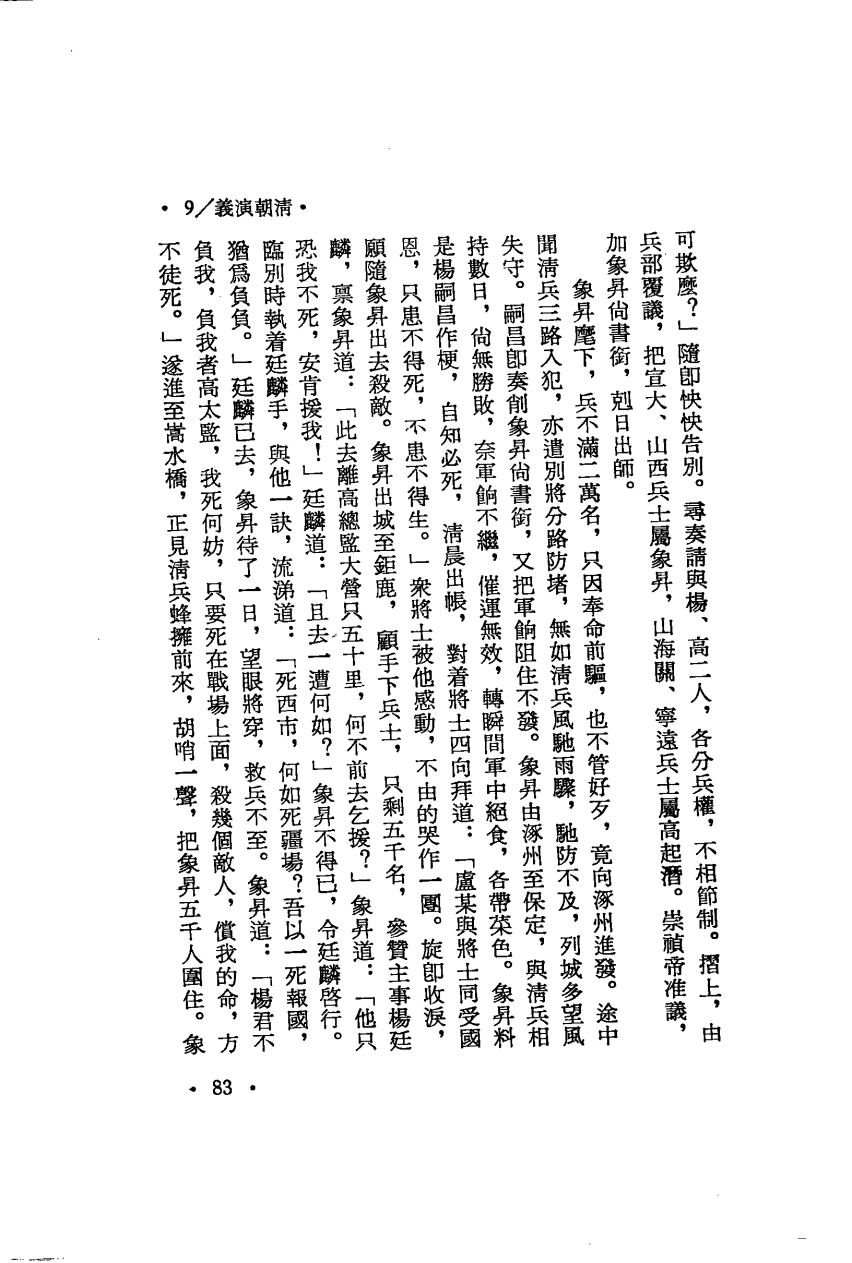 •清朝演義/9•
可欺麼？」隨卽怏怏告別。尋奏請與楊、高二人，各分兵權，不相節制。摺上，由
兵部覆議，把宣大、山西兵士屬象昇，山海關、寧遠兵士屬高起潛。崇禎帝准議，
加象昇尙書銜，剋日出師。
象昇麾下，兵不滿二萬名，只因奉命前驅，也不管好歹，竟向涿州進發。途中
聞淸兵三路入犯，亦遣別將分路防堵，無如淸兵風馳雨驟，馳防不及，列城多望風
失守。嗣昌卽奏削象昇尙書銜，又把軍餉阻住不發。象昇由涿州至保定，與淸兵相
持數日，尙無勝敗，奈軍餉不繼，催運無效，轉瞬間軍中絕食，各帶菜色。象昇料
是楊嗣昌作梗，自知必死，淸晨出帳，對着將士四向拜道：「盧某與將士同受國
恩，只患不得死，不患不得生。」衆將士被他感動，不由的哭作一團。旋卽收淚，
願隨象昇出去殺敵。象昇出城至鉅鹿，顧手下兵士，只剩五千名，參贊主事楊廷
麟，禀象昇道：「此去離高總監大營只五十里，何不前去乞援？」象昇道：「他只
恐我不死，安肯援我！」廷麟道：「且去一遭何如？」象昇不得已，令廷麟啓行。
臨別時執着廷麟手，與他一訣，流涕道：「死西市，何如死疆場？吾以一死報國，
猶爲負負。」廷麟已去，象昇待了一日，望眼將穿，救兵不至。象昇道：「楊君不
負我，負我者高太監，我死何妨，只要死在戰場上面，殺幾個敵人，償我的命，方
不徒死。」遂進至嵩水橋，正見淸兵蜂擁前來，胡哨一聲，把象昇五千人圍住。象
• 83 •